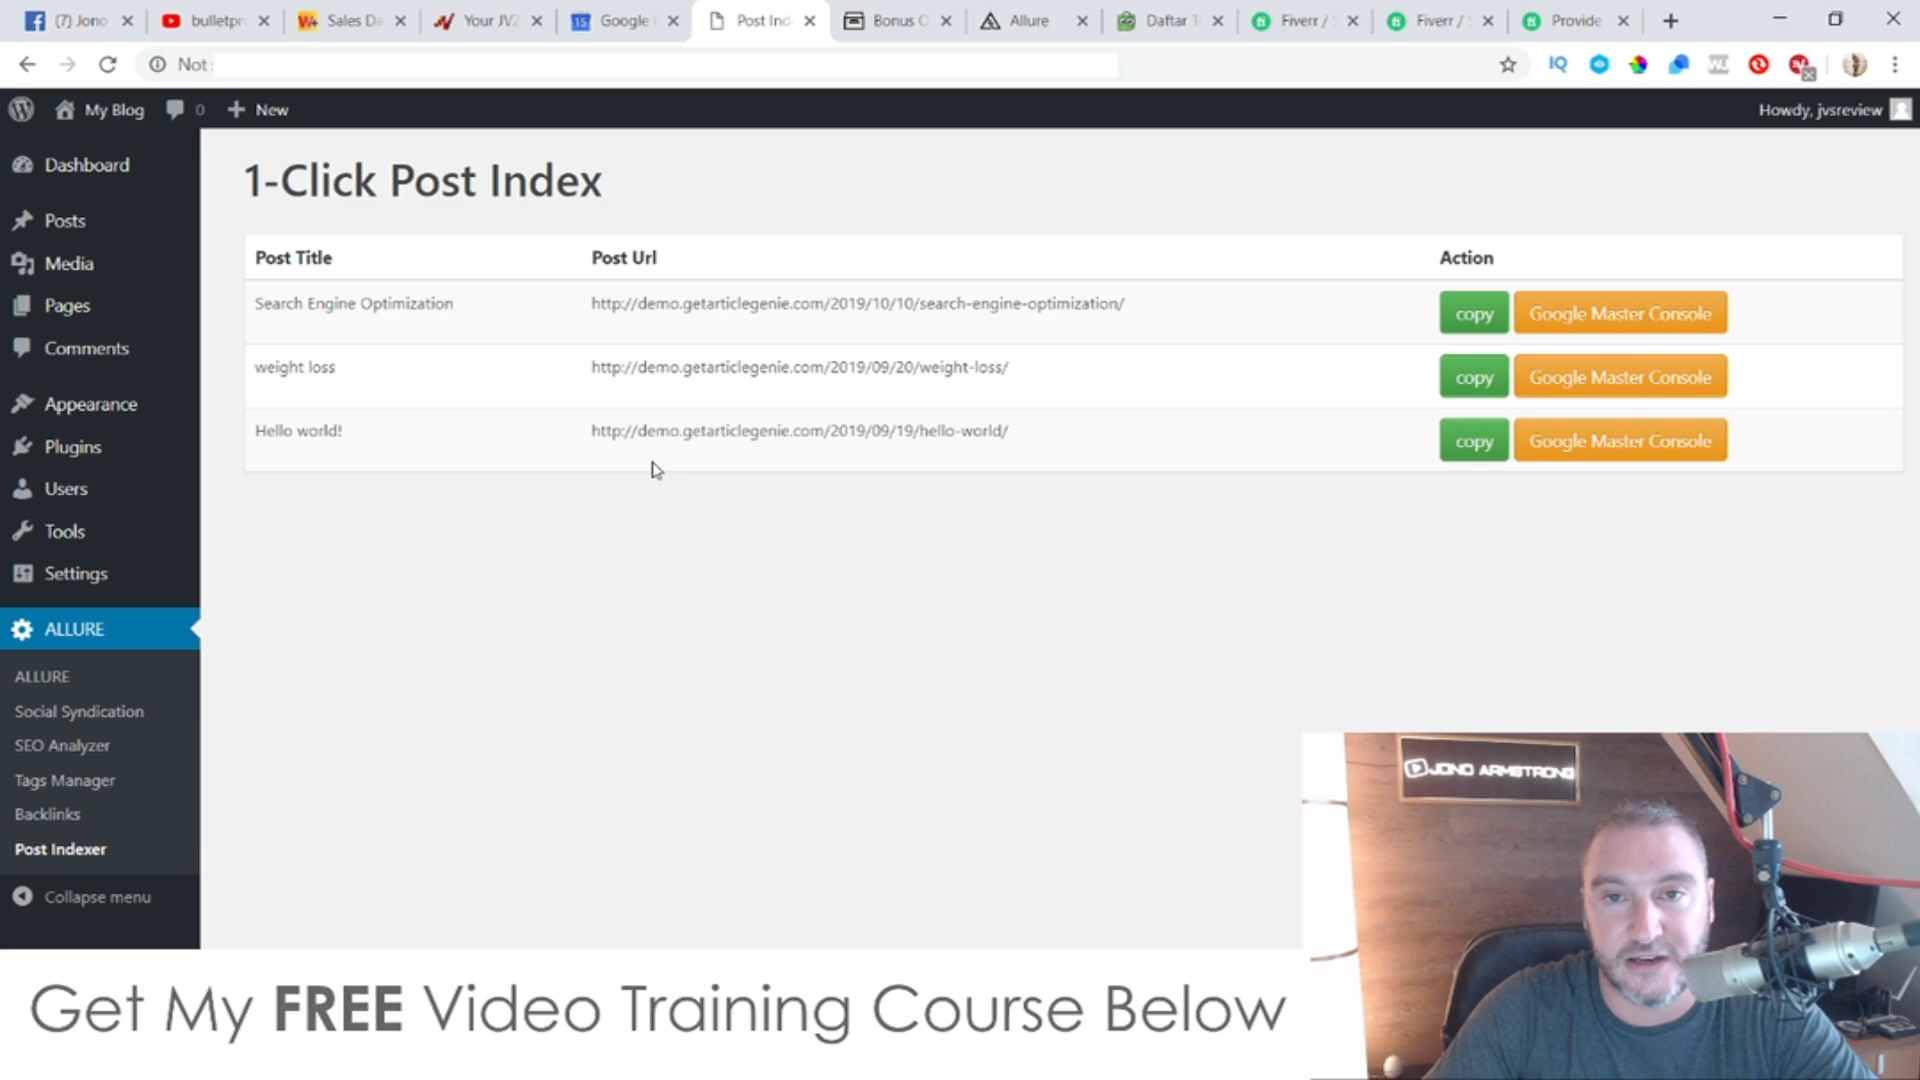 (7) Jono
bulletpr
Sales Da
Your JVZ
Google
Post Ind
Bonus O
Allure
Daftar T
Fiverr /
Fiverr /
Provide
Not
My Blog
0
New
Howdy, jvsreview
Dashboard
Posts
Media
Pages
Comments
Appearance
Plugins
Users
Tools
Settings
ALLURE
ALLURE
Social Syndication
SEO Analyzer
Tags Manager
Backlinks
Post Indexer
Collapse menu
1-Click Post Index
Post Title Post Url Action
Search Engine Optimization http://demo.getarticlegenie.com/2019/10/10/search-engine-optimization/ copy Google Master Console
weight loss http://demo.getarticlegenie.com/2019/09/20/weight-loss/ copy Google Master Console
Hello world! http://demo.getarticlegenie.com/2019/09/19/hello-world/ copy Google Master Console
JONO ARMSTRONG
Get My FREE Video Training Course Below